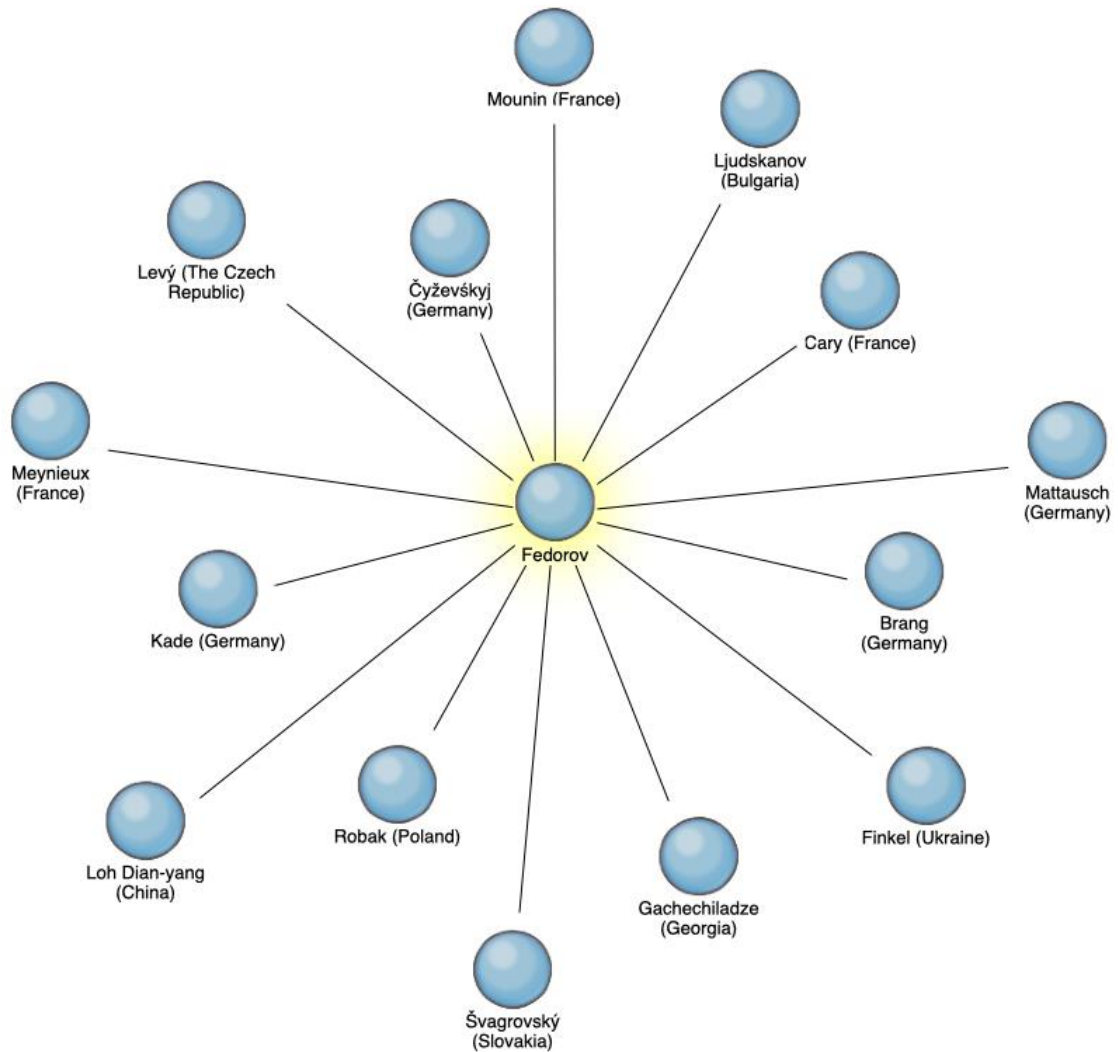 Mounin (France)
Ljudskanov
(Bulgaria)
Levý (The Czech
Republic)
Čyževśkyj
(Germany)
Cary (France)
Meynieux
(France)
Mattausch
(Germany)
Fedorov
Kade (Germany)
Brang
(Germany)
Robak (Poland)
Finkel (Ukraine)
Loh Dian-yang
(China)
Gachechiladze
(Georgia)
Švagrovský
(Slovakia)